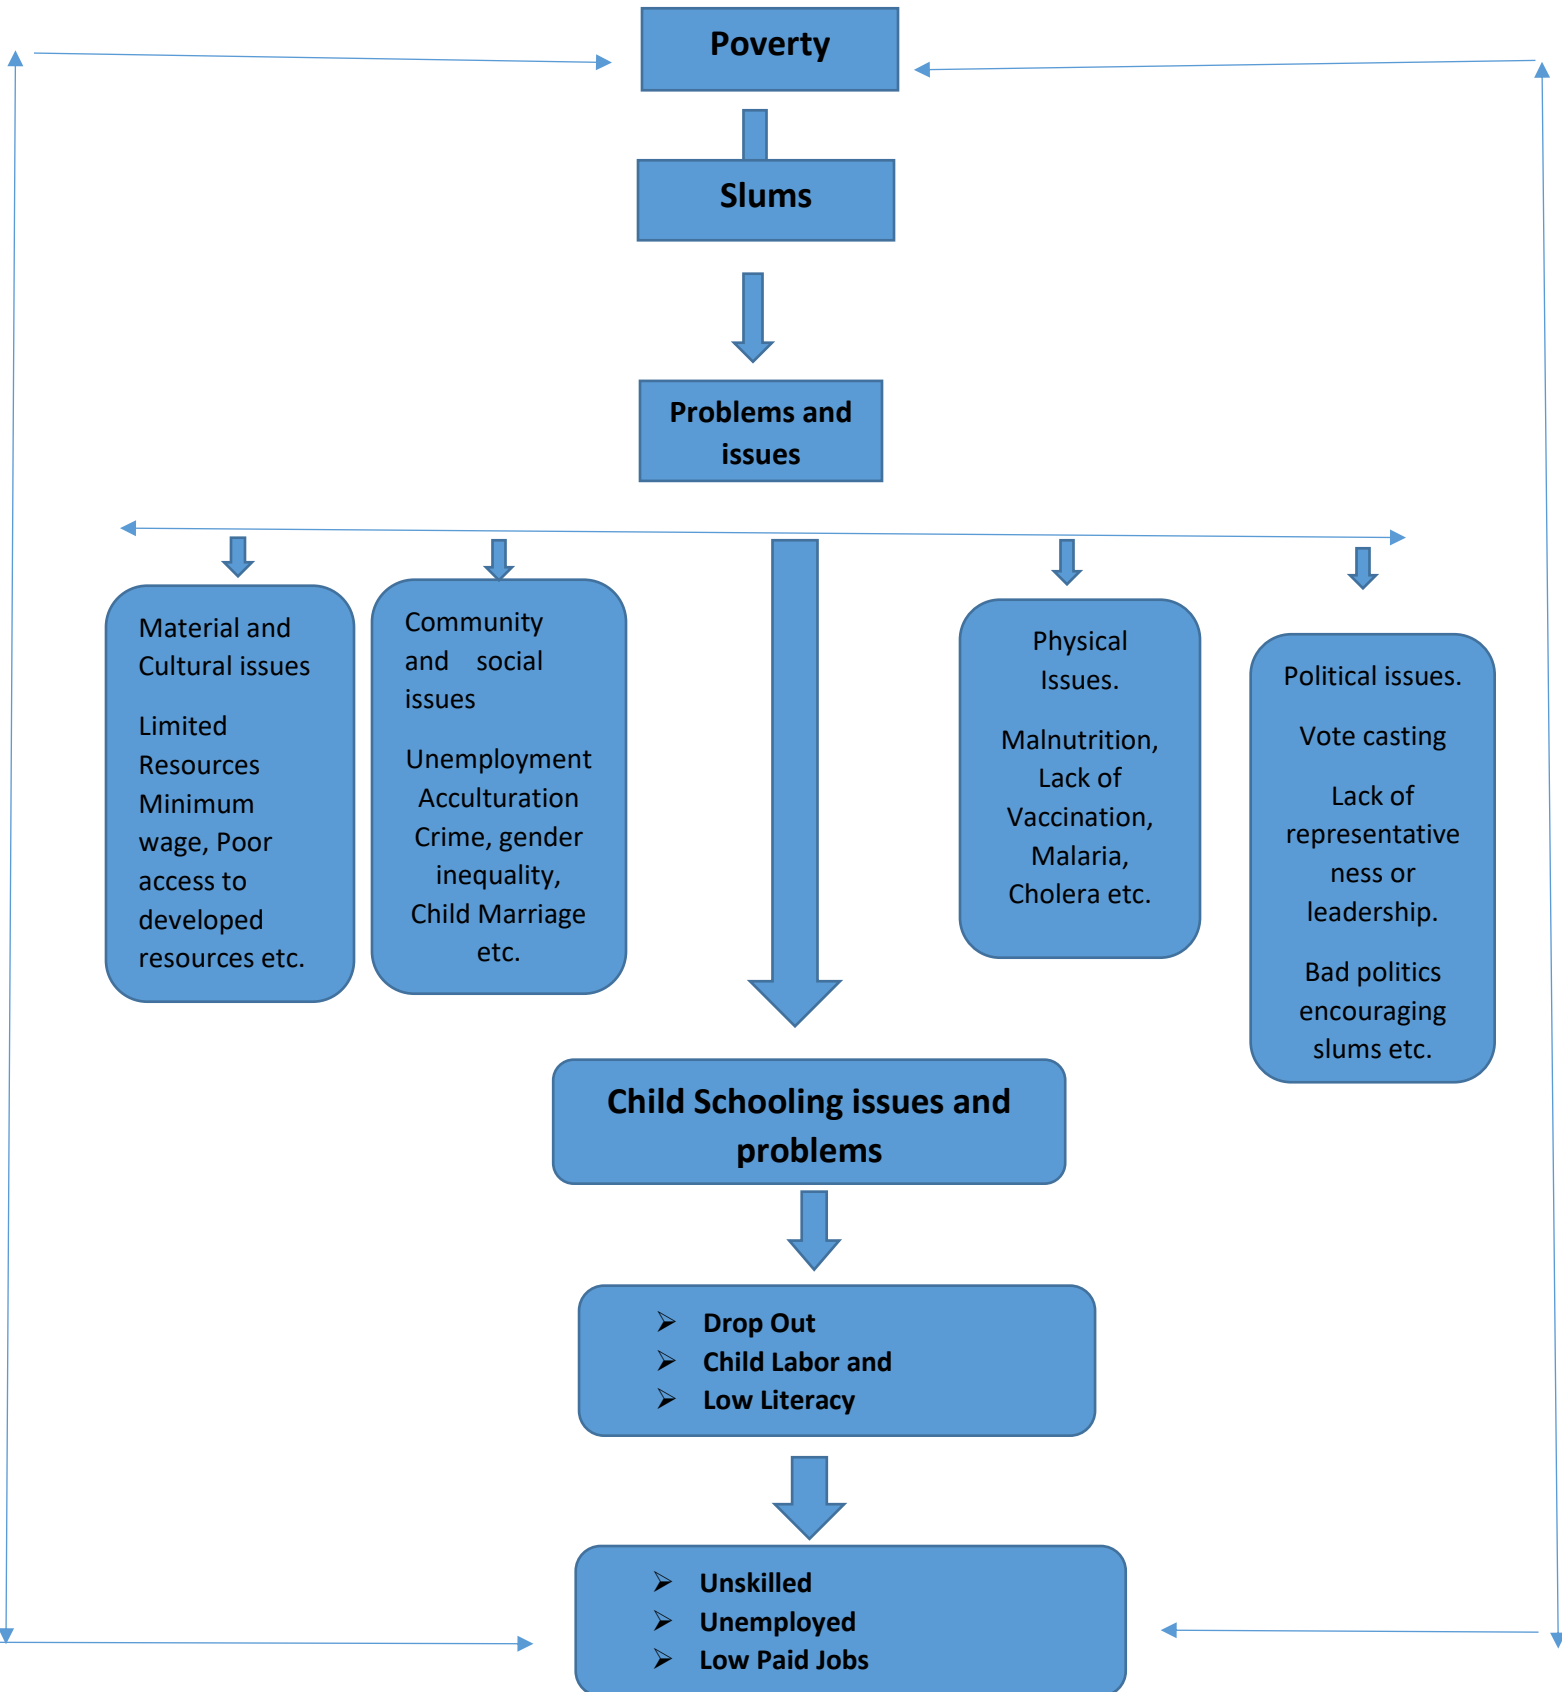 Poverty
Slums
Problems and
issues
Material and
Cultural issues
Limited
Resources
Minimum
wage, Poor
access to
developed
resources etc.
Community
and social
issues
Unemployment
Acculturation
Crime, gender
inequality,
Child Marriage
etc.
Physical
Issues.
Malnutrition,
Lack of
Vaccination,
Malaria,
Cholera etc.
Political issues.
Vote casting
Lack of
representative
ness or
leadership.
Bad politics
encouraging
slums etc.
Child Schooling issues and
problems
➢ Drop Out
➢ Child Labor and
➢ Low Literacy
➢ Unskilled
➢ Unemployed
➢ Low Paid Jobs